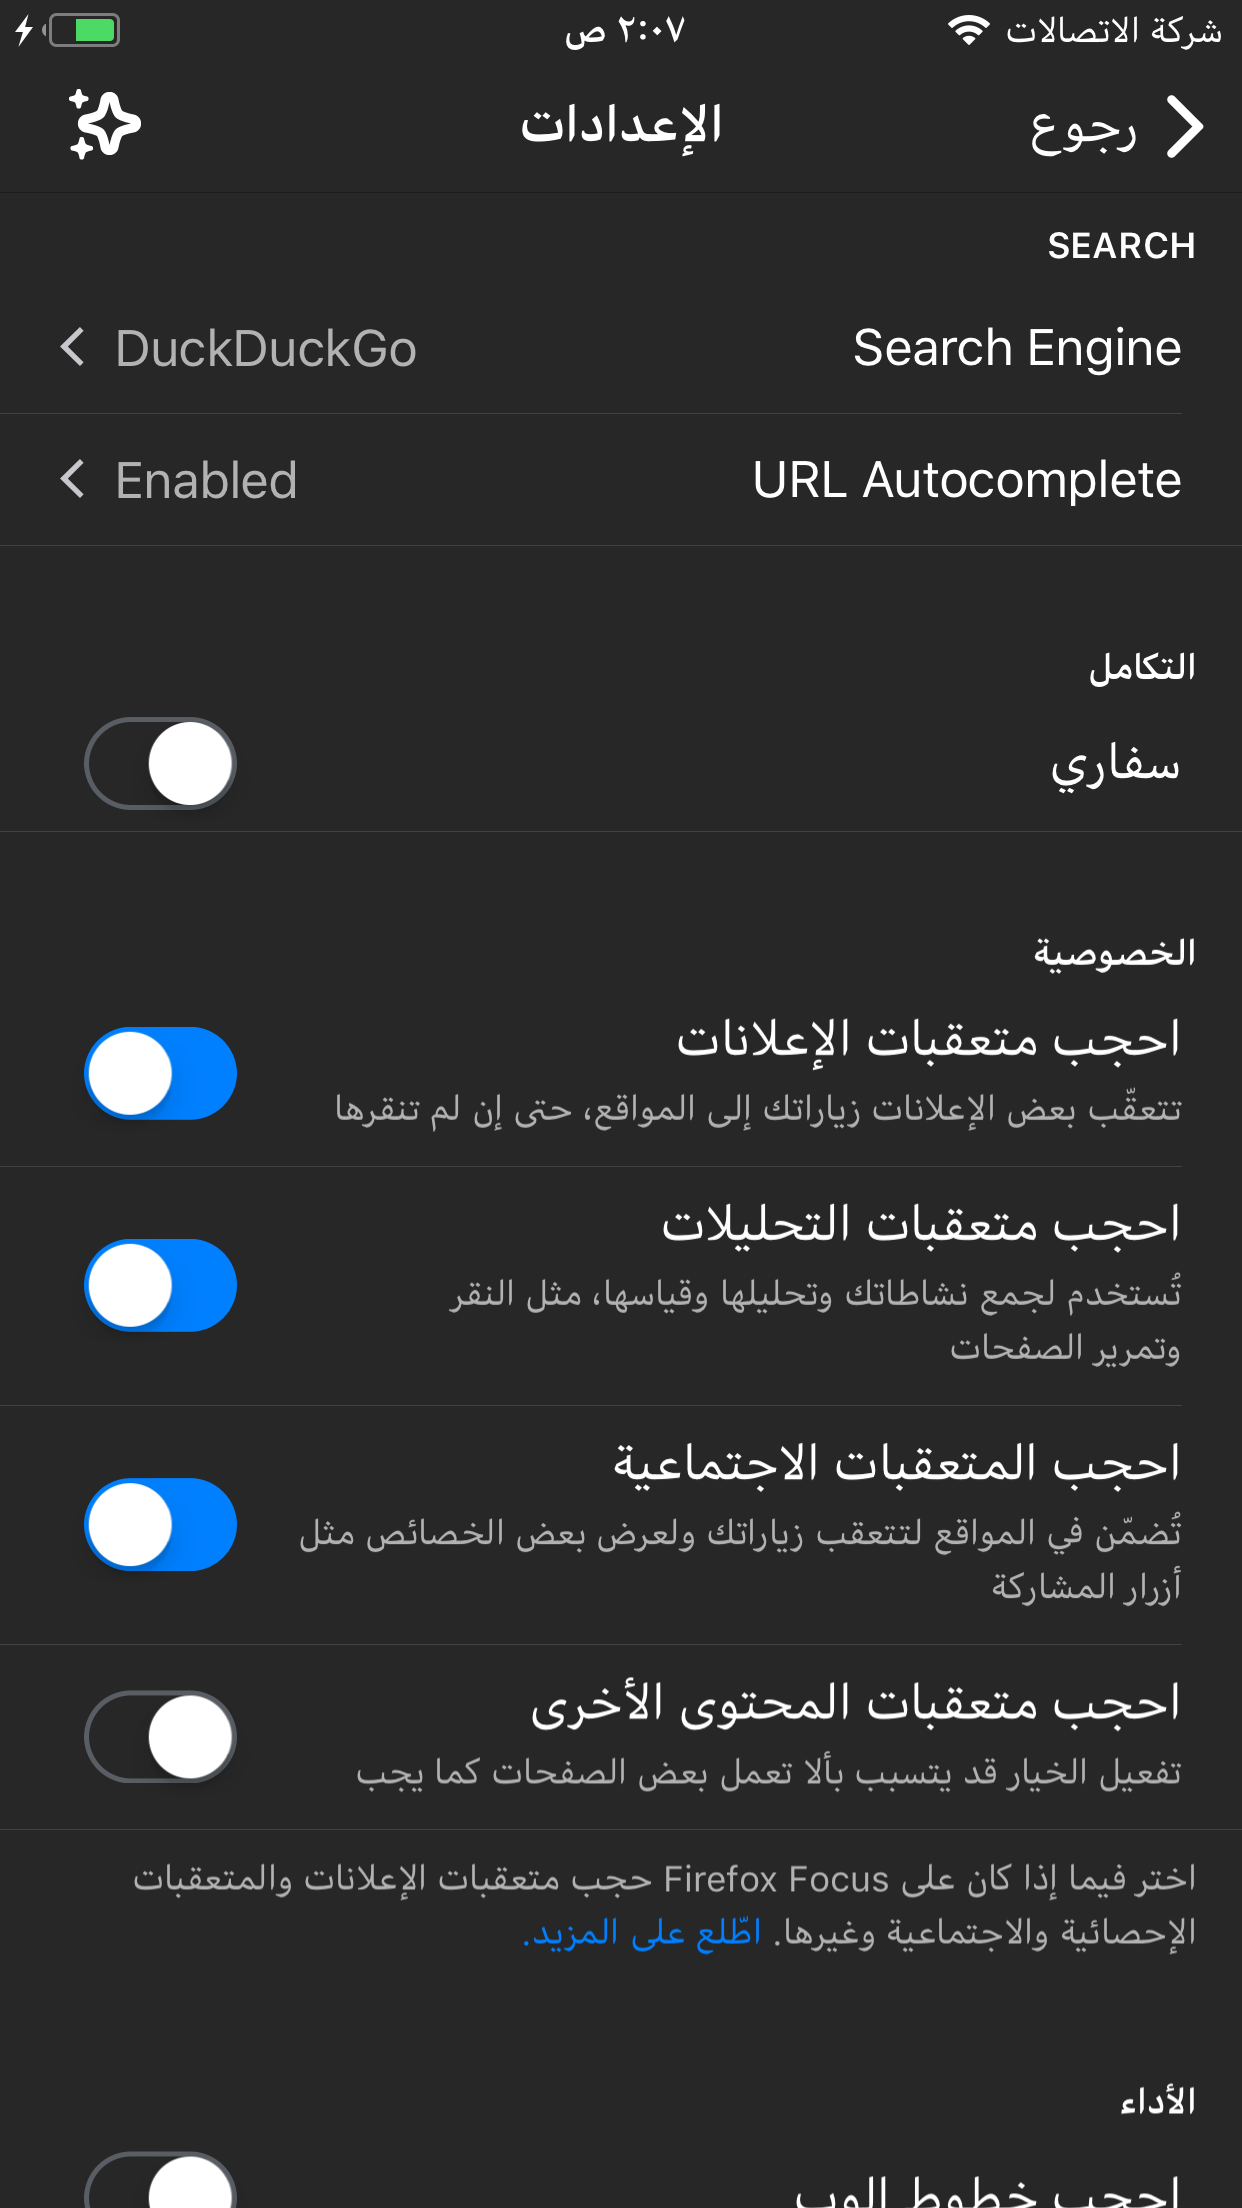 شركة الاتصالات ٢:٠٧ ص
رجوع الإعدادات
SEARCH
Search Engine DuckDuckGo
URL Autocomplete Enabled
التكامل
سفاري
الخصوصية
احجب متعقبات الإعلانات
تتعقّب بعض الإعلانات زياراتك إلى المواقع، حتى إن لم تنقرها
احجب متعقبات التحليلات
تُستخدم لجمع نشاطاتك وتحليلها وقياسها، مثل النقر
وتمرير الصفحات
احجب المتعقبات الاجتماعية
تُضمّن في المواقع لتتعقب زياراتك ولعرض بعض الخصائص مثل
أزرار المشاركة
احجب متعقبات المحتوى الأخرى
تفعيل الخيار قد يتسبب بألا تعمل بعض الصفحات كما يجب
اختر فيما إذا كان على Firefox Focus حجب متعقبات الإعلانات والمتعقبات
الإحصائية والاجتماعية وغيرها. اطّلع على المزيد.
الأداء
احجب خطوط الوب